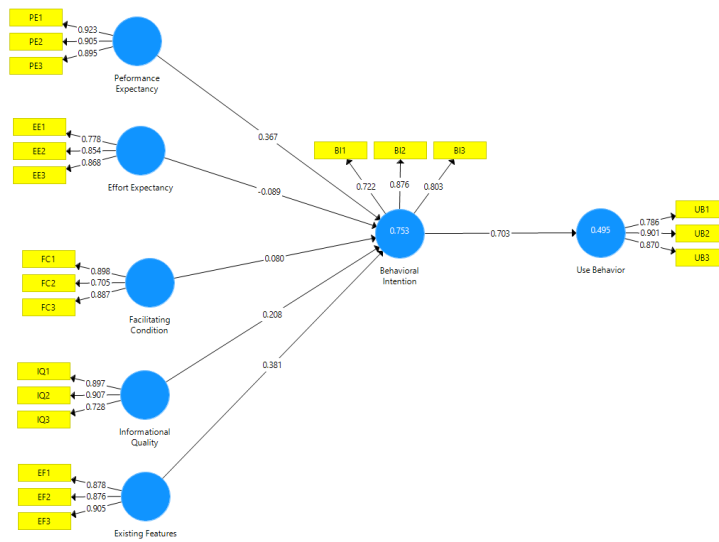 PE1
0.923
PE2
0.905
PE3
0.895
Peformance
Expectancy
0.367
EE1
0.778
EE2
0.854
EE3
0.868
Effort Expectancy
-0.089
BI1
BI2
BI3
0.722
0.876
0.803
0.753
Behavioral
Intention
0.703
0.495
Use Behavior
0.786
UB1
0.901
UB2
0.870
UB3
FC1
0.898
FC2
0.705
FC3
0.887
Facilitating
Condition
0.080
0.208
IQ1
0.897
IQ2
0.907
IQ3
0.728
Informational
Quality
0.381
EF1
0.878
EF2
0.876
EF3
0.905
Existing Features